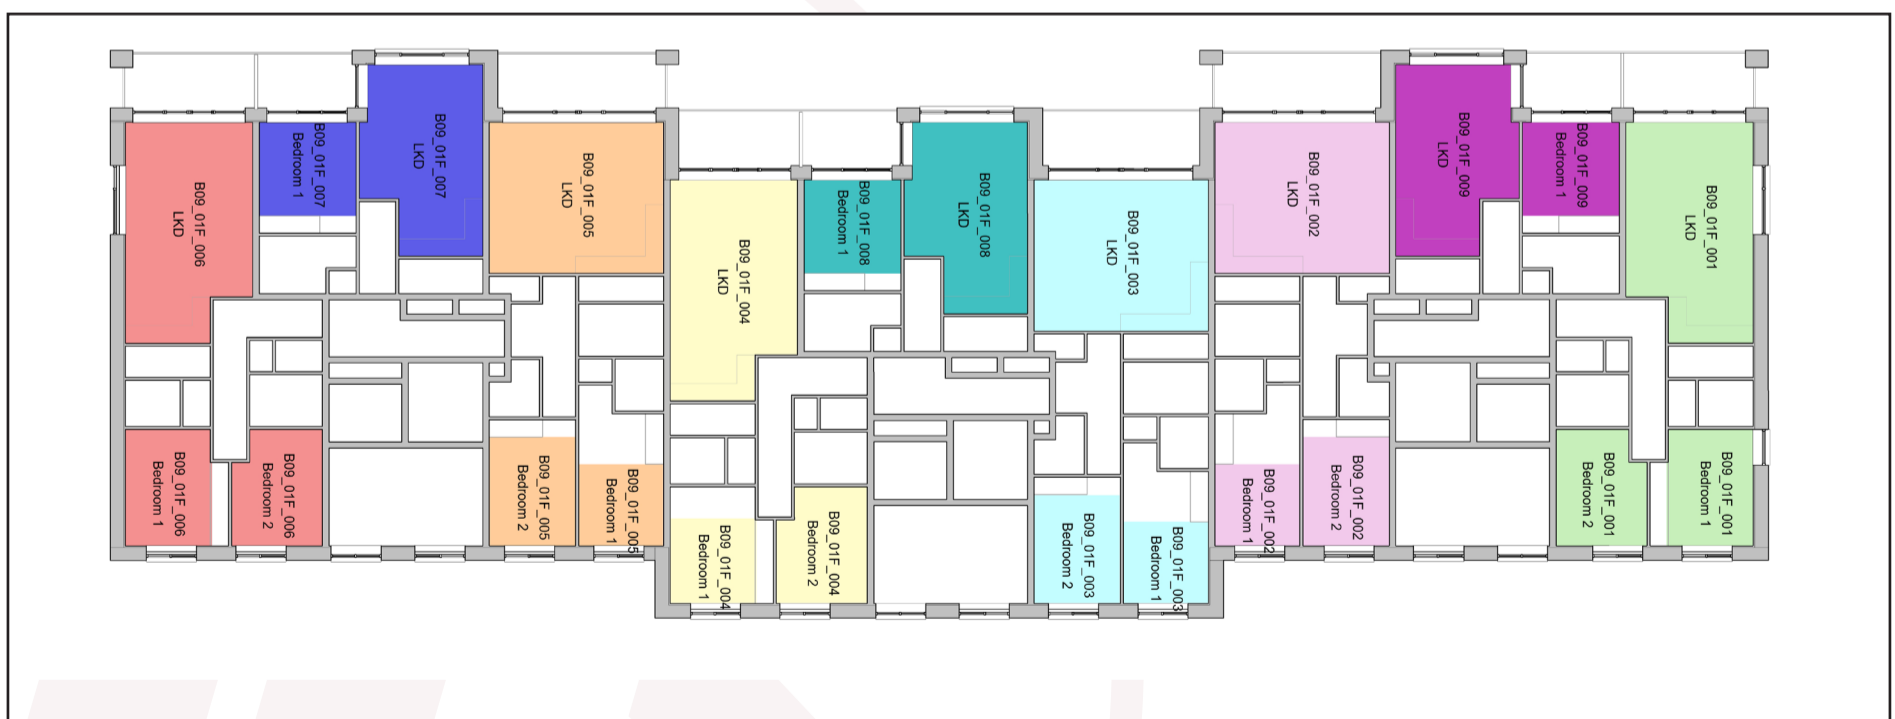 B09_01F_006
LKD
B09_01F_007
Bedroom 1
B09_01F_007
LKD
B09_01F_005
LKD
B09_01F_004
LKD
B09_01F_008
Bedroom 1
B09_01F_008
LKD
B09_01F_003
LKD
B09_01F_002
LKD
B09_01F_009
LKD
B09_01F_009
Bedroom 1
B09_01F_001
LKD
B09_01F_006
Bedroom 1
B09_01F_006
Bedroom 2
B09_01F_005
Bedroom 2
B09_01F_005
Bedroom 1
B09_01F_004
Bedroom 1
B09_01F_004
Bedroom 2
B09_01F_003
Bedroom 2
B09_01F_003
Bedroom 1
B09_01F_002
Bedroom 1
B09_01F_002
Bedroom 2
B09_01F_001
Bedroom 2
B09_01F_001
Bedroom 1